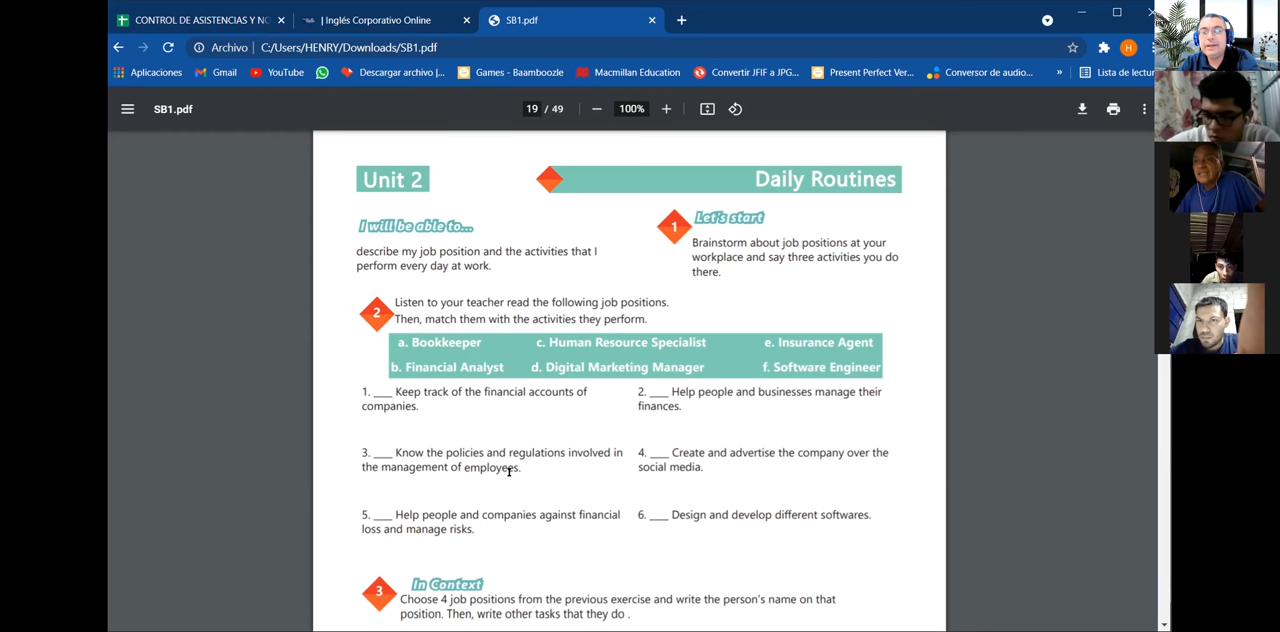 CONTROL DE ASISTENCIAS Y NO
| Inglés Corporativo Online
SB1.pdf
Archivo | C:/Users/HENRY/Downloads/SB1.pdf
H
Aplicaciones
Gmail
YouTube
Descargar archivo |...
Games - Baamboozle
Macmillan Education
Convertir JFIF a JPG...
Present Perfect Ver...
Conversor de audio...
»
Lista de lectur
SB1.pdf
19 / 49
100%
Unit 2
Daily Routines
I will be able to...
describe my job position and the activities that I
perform every day at work.
1
Let's start
Brainstorm about job positions at your
workplace and say three activities you do
there.
2
Listen to your teacher read the following job positions.
Then, match them with the activities they perform.
a. Bookkeeper
c. Human Resource Specialist
e. Insurance Agent
b. Financial Analyst
d. Digital Marketing Manager
f. Software Engineer
1. ___ Keep track of the financial accounts of
companies.
2. ___ Help people and businesses manage their
finances.
3. ___ Know the policies and regulations involved in
the management of employees.
4. ___ Create and advertise the company over the
social media.
5. ___ Help people and companies against financial
loss and manage risks.
6. ___ Design and develop different softwares.
3
In Context
Choose 4 job positions from the previous exercise and write the person's name on that
position. Then, write other tasks that they do .